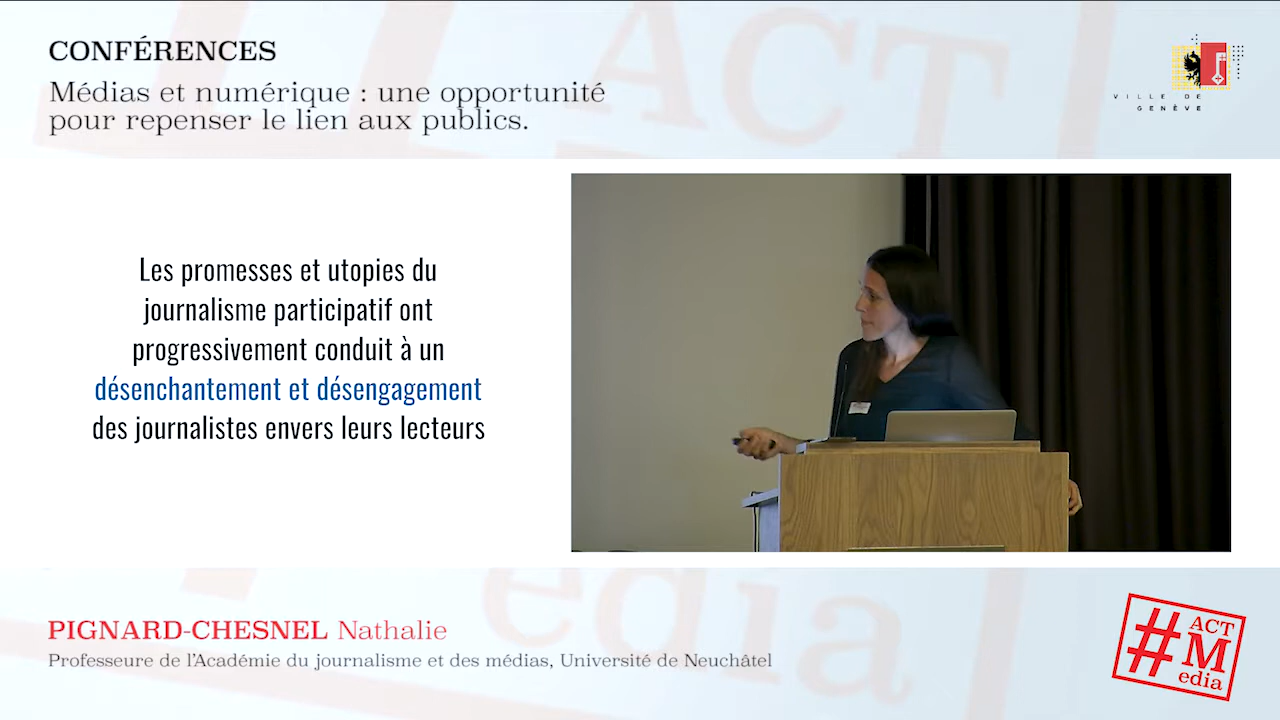 CONFÉRENCES
Médias et numérique : une opportunité
pour repenser le lien aux publics.
VILLE DE
GENÈVE
Les promesses et utopies du
journalisme participatif ont
progressivement conduit à un
désenchantement et désengagement
des journalistes envers leurs lecteurs
PIGNARD-CHESNEL Nathalie
Professeure de l'Académie du journalisme et des médias, Université de Neuchâtel
#ACT
Media